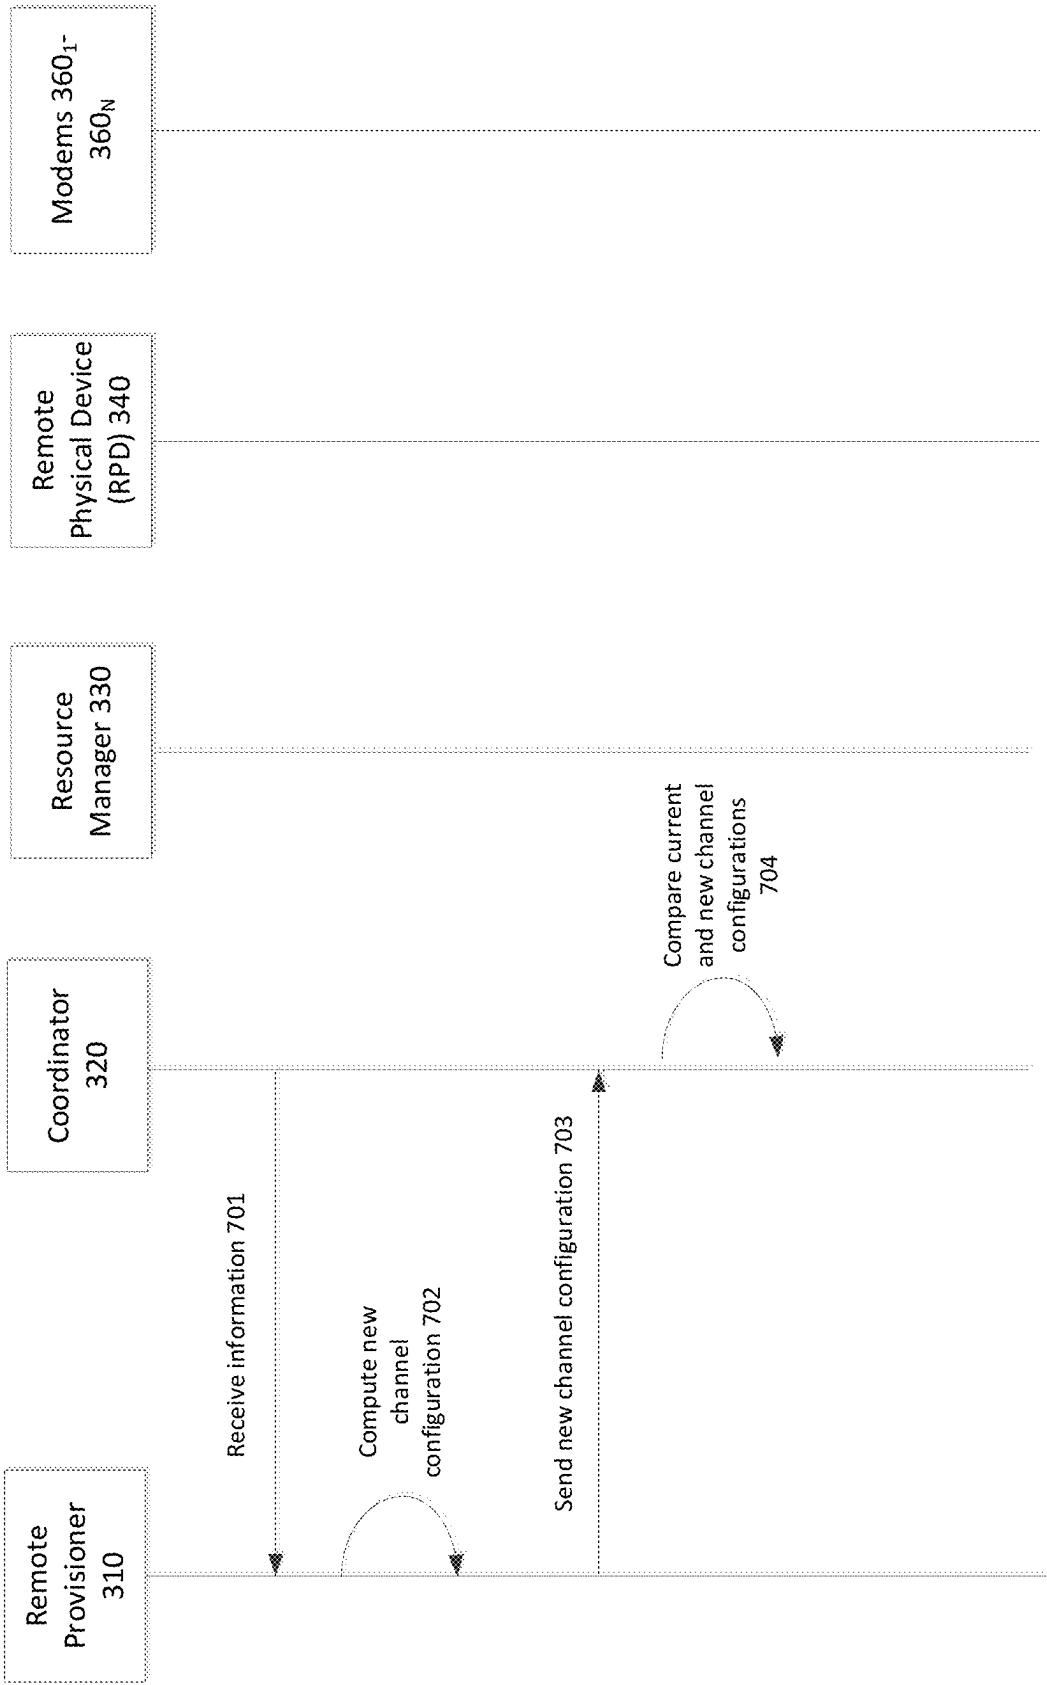 Remote
Provisioner
310
Coordinator
320
Resource
Manager 330
Remote
Physical Device
(RPD) 340
Modems 360₁-
360ɴ
Receive information 701
Compute new
channel
configuration 702
Send new channel configuration 703
Compare current
and new channel
configurations
704